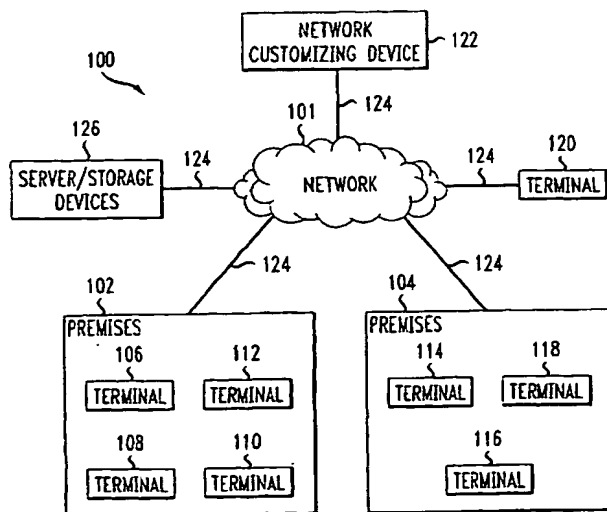 NETWORK
CUSTOMIZING DEVICE
122
100
124
101
126
124
124
120
SERVER/STORAGE
DEVICES
NETWORK
TERMINAL
124
124
102
104
PREMISES
PREMISES
106
112
114
118
TERMINAL
TERMINAL
TERMINAL
TERMINAL
108
110
116
TERMINAL
TERMINAL
TERMINAL